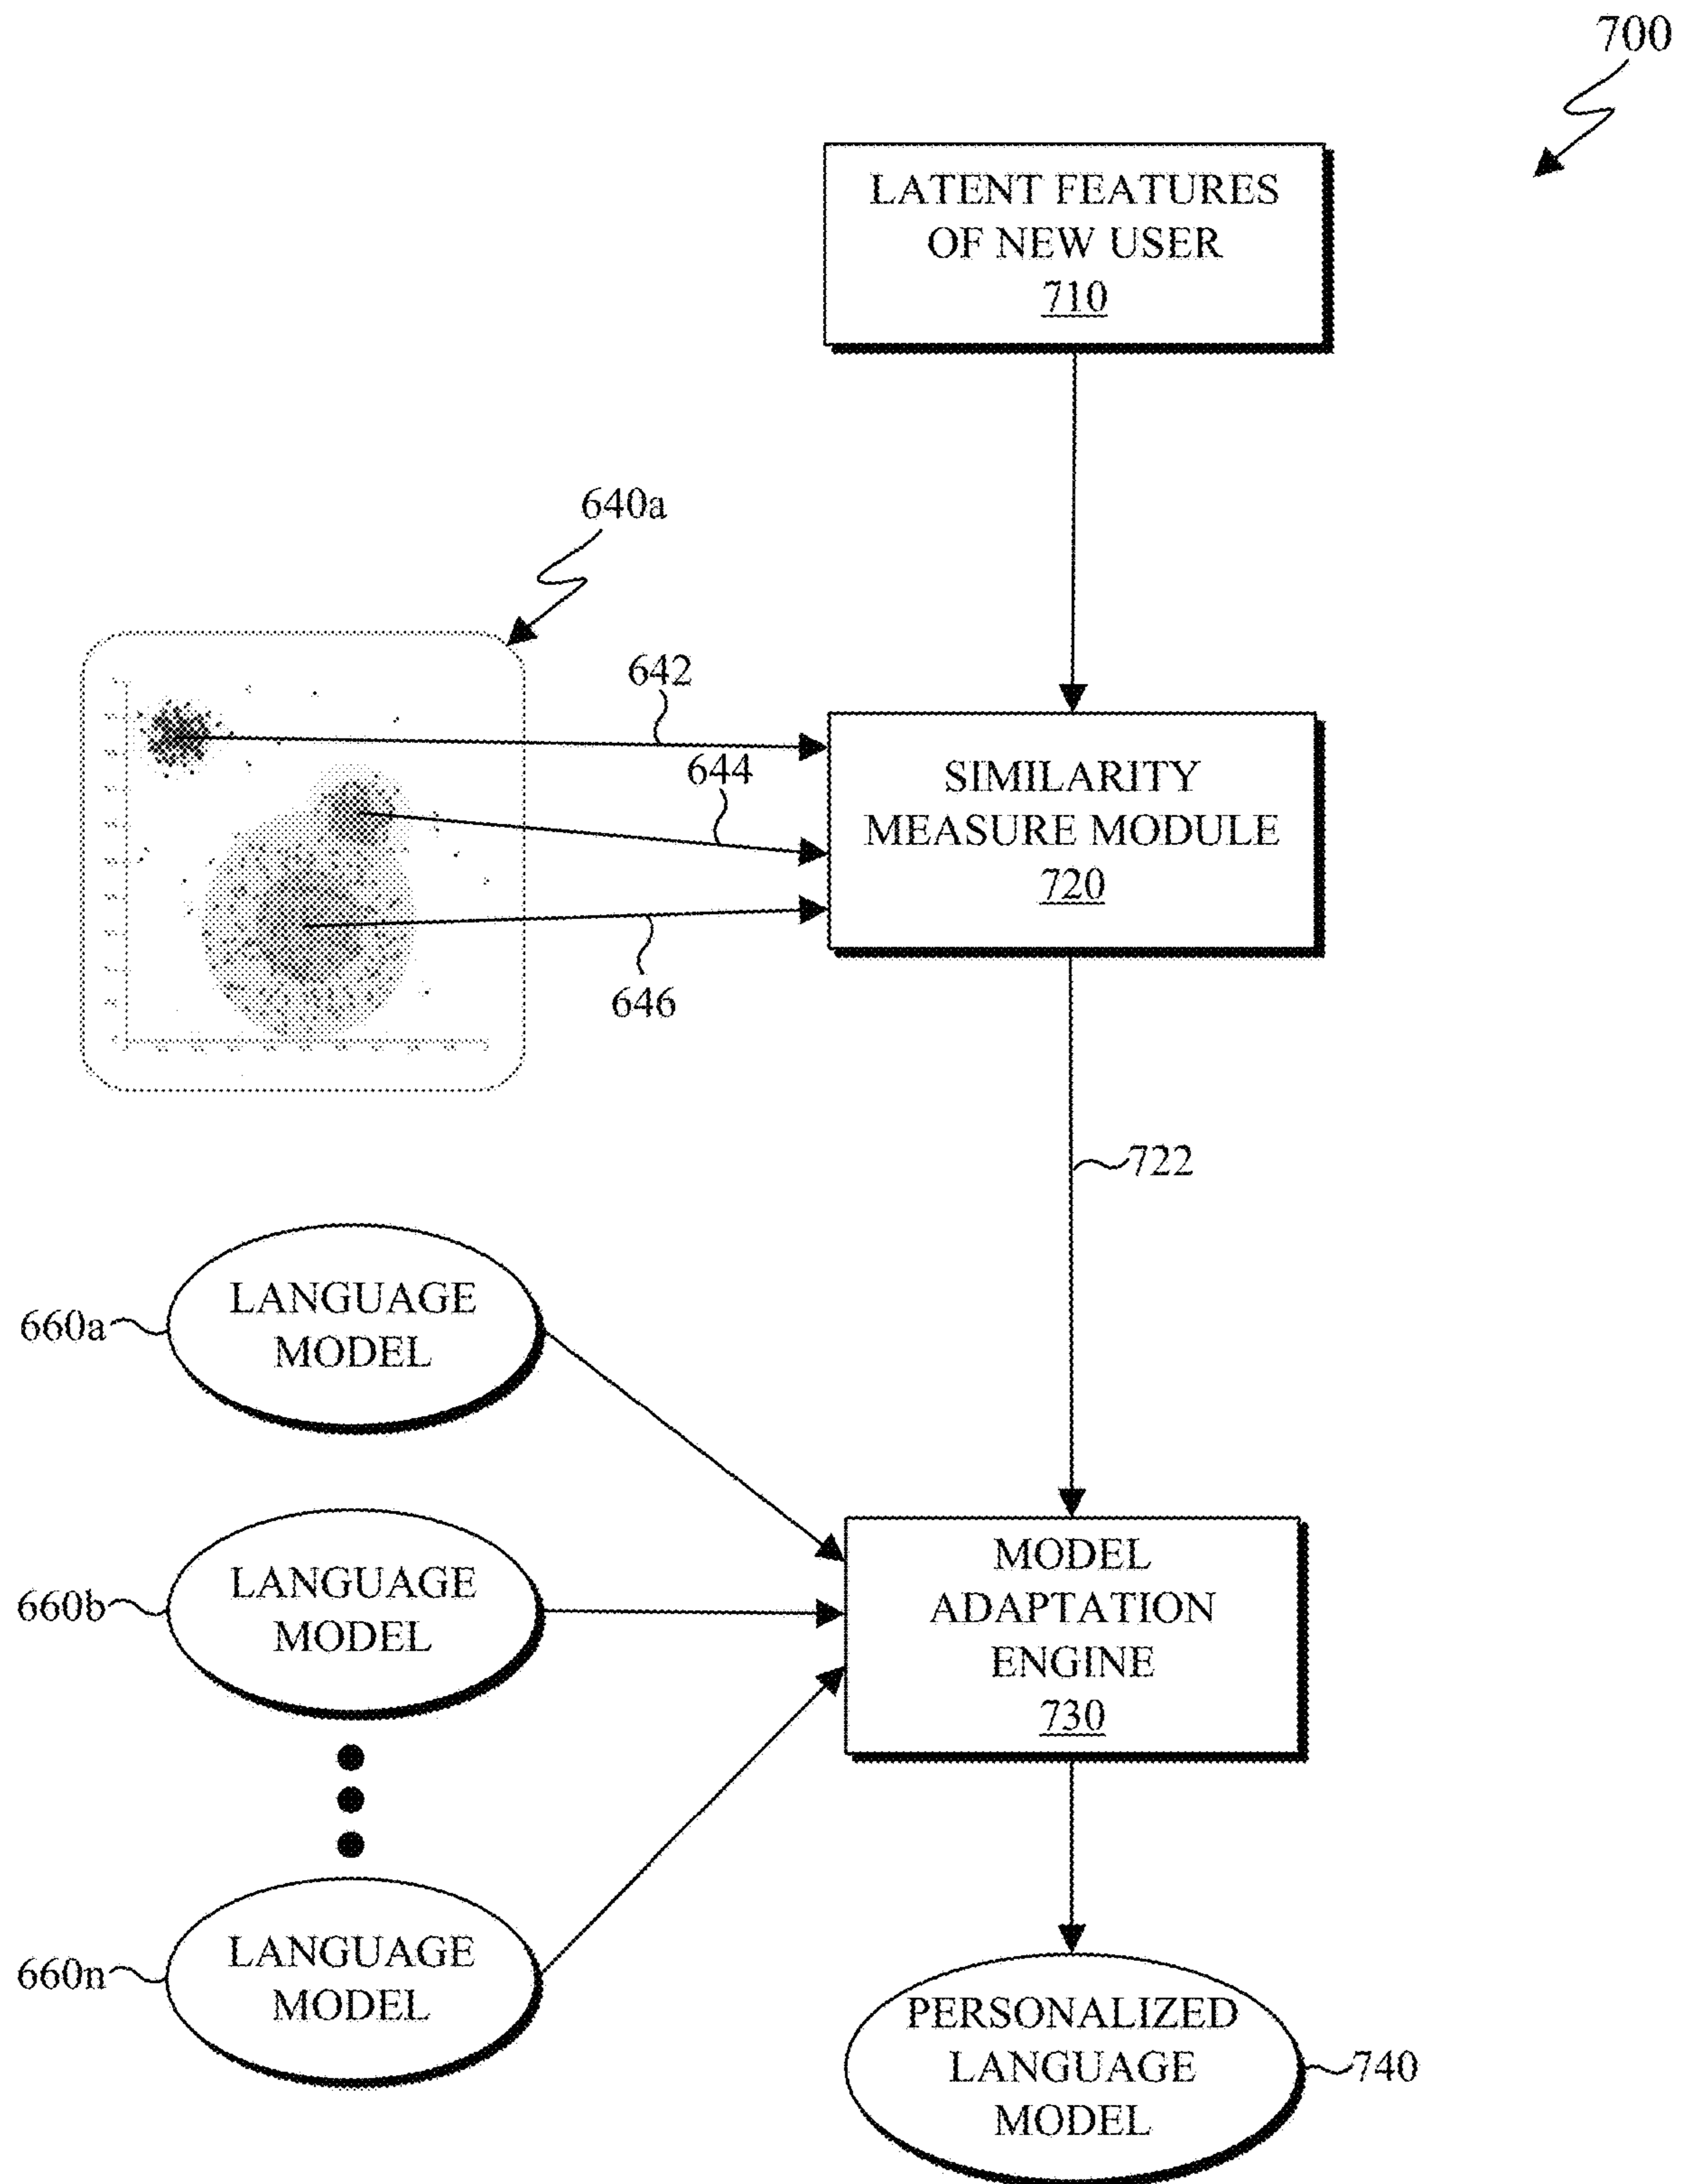 700
LATENT FEATURES
OF NEW USER
710
640a
642
644
646
SIMILARITY
MEASURE MODULE
720
722
660a
LANGUAGE
MODEL
660b
LANGUAGE
MODEL
660n
LANGUAGE
MODEL
MODEL
ADAPTATION
ENGINE
730
PERSONALIZED
LANGUAGE
MODEL
740